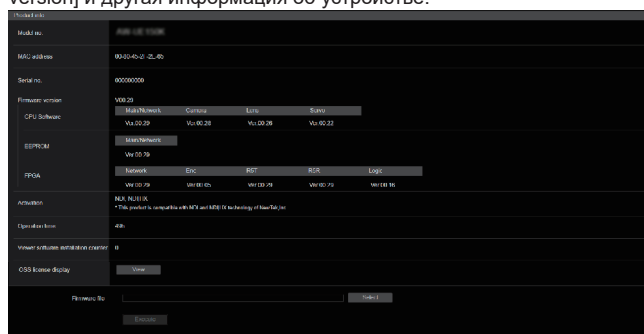 Version] и другая информация об устройстве.
Product info.
Model no.
MAC address
Serial no. 000000000
Firmware version V00.29
CPU Software
Main/Network Camera Lens Servo
Ver.00.29 Ver.00.28 Ver.00.26 Ver.00.22
EEPROM
Main/Network
Ver.00.29
FPGA
Network Enc
Logic
Ver.00.29 Ver.00.05 Ver.00.29 Ver.00.29 Ver.00.16
Activation
NDI, NDI|HX
* This product is compatible with NDI and NDI|HX technology of NewTek,Inc.
Operation time
Viewer software installation counter 0
OSS license display View
Firmware file Select
Execute